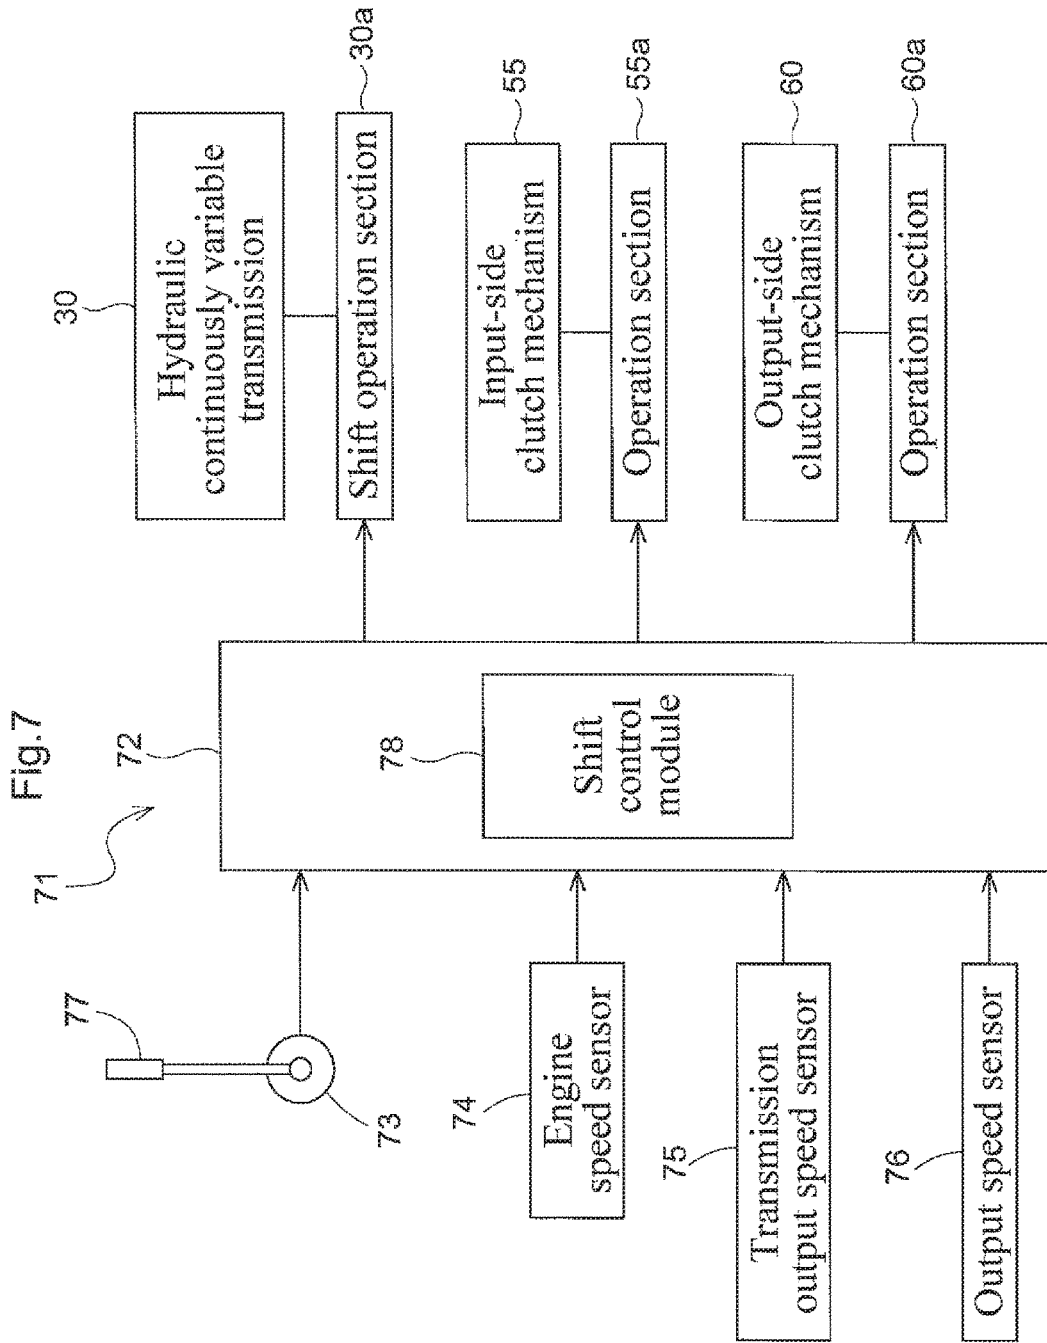 Fig.7
71
72
78
Shift
control
module
77
73
74
Engine
speed sensor
75
Transmission
output speed sensor
76
Output speed sensor
30
Hydraulic
continuously variable
transmission
Shift operation section
30a
Input-side
clutch mechanism
55
Operation section
55a
Output-side
clutch mechanism
60
Operation section
60a